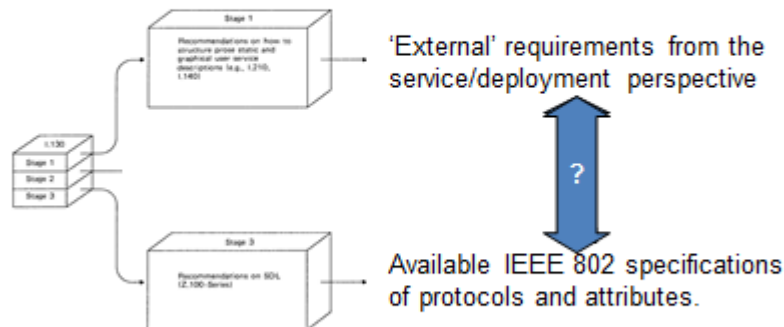 Stage 1
Recommendations on how to
structure prose static and
graphical user service
descriptions (e.g., I.210,
I.140)
'External' requirements from the
service/deployment perspective
I.130
Stage 1
Stage 2
Stage 3
?
Stage 3
Recommendations on SDL
(Z.100-Series)
Available IEEE 802 specifications
of protocols and attributes.